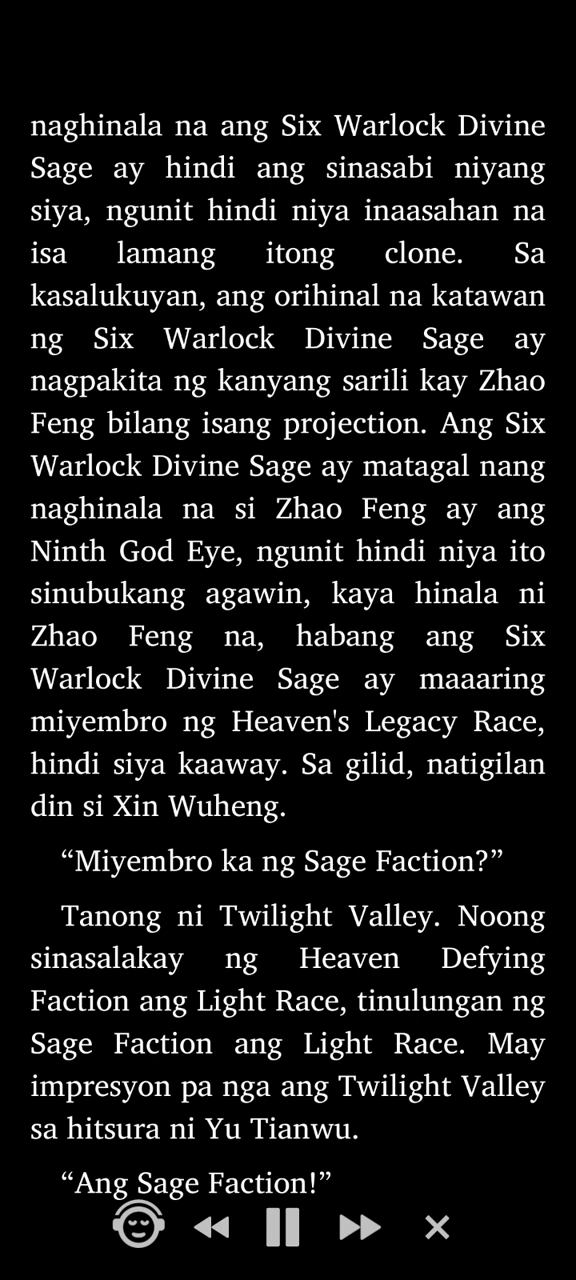 naghinala na ang Six Warlock Divine
Sage ay hindi ang sinasabi niyang
siya, ngunit hindi niya inaasahan na
isa lamang itong clone. Sa
kasalukuyan, ang orihinal na katawan
ng Six Warlock Divine Sage ay
nagpakita ng kanyang sarili kay Zhao
Feng bilang isang projection. Ang Six
Warlock Divine Sage ay matagal nang
naghinala na si Zhao Feng ay ang
Ninth God Eye, ngunit hindi niya ito
sinubukang agawin, kaya hinala ni
Zhao Feng na, habang ang Six
Warlock Divine Sage ay maaaring
miyembro ng Heaven's Legacy Race,
hindi siya kaaway. Sa gilid, natigilan
din si Xin Wuheng.
“Miyembro ka ng Sage Faction?”
Tanong ni Twilight Valley. Noong
sinasalakay ng Heaven Defying
Faction ang Light Race, tinulungan ng
Sage Faction ang Light Race. May
impresyon pa nga ang Twilight Valley
sa hitsura ni Yu Tianwu.
“Ang Sage Faction!”